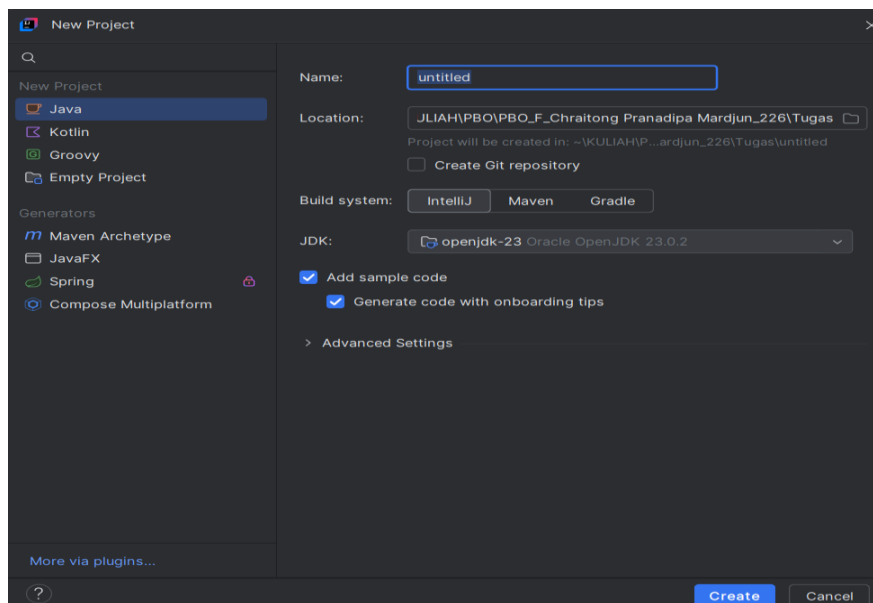 New Project
New Project
Java
Kotlin
Groovy
Empty Project
Generators
Maven Archetype
JavaFX
Spring
Compose Multiplatform
More via plugins...
?
Name: untitled
Location: JLIAH\PBO\PBO_F_Chraitong Pranadipa Mardjun_226\Tugas
Project will be created in: ~\KULIAH\P...ardjun_226\Tugas\untitled
Create Git repository
Build system: IntelliJ Maven Gradle
JDK: openjdk-23 Oracle OpenJDK 23.0.2
Add sample code
Generate code with onboarding tips
Advanced Settings
Create Cancel